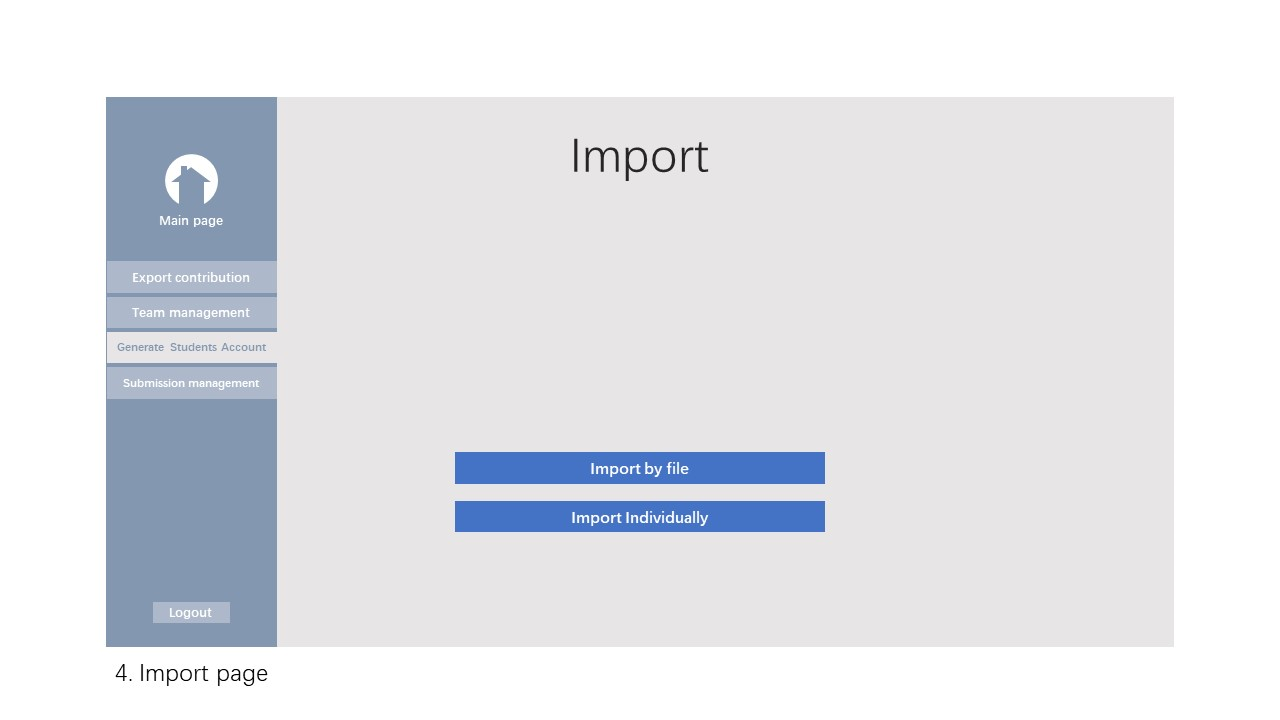 Import
Main page
Export contribution
Team management
Generate Students Account
Submission management
Import by file
Import Individually
Logout
4. Import page